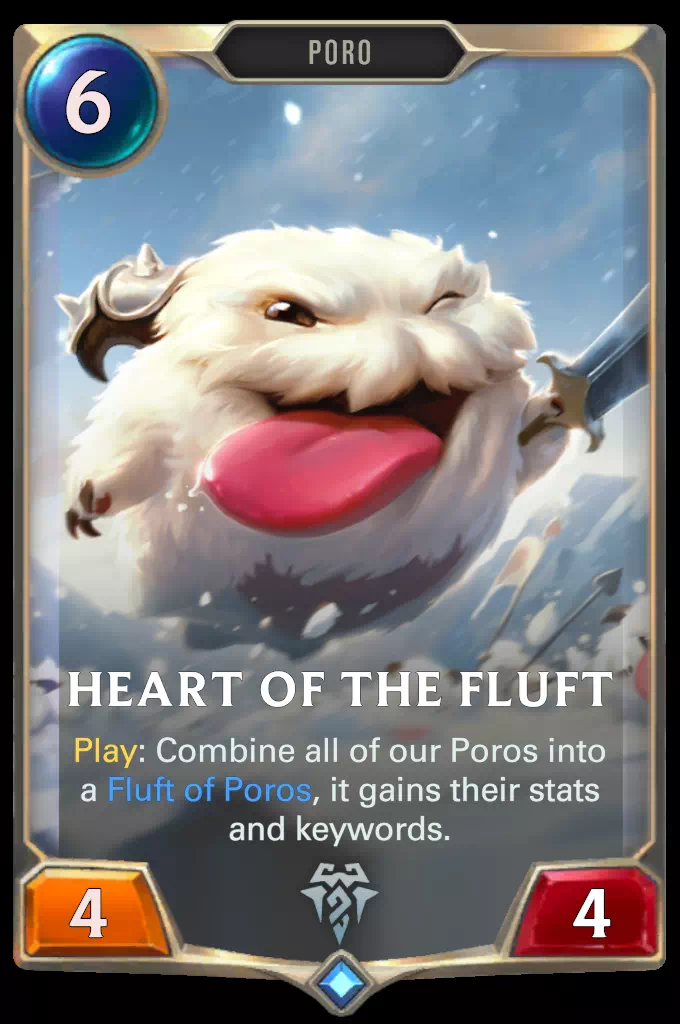 PORO
6
HEART OF THE FLUFT
Play: Combine all of our Poros into
a Fluft of Poros, it gains their stats
and keywords.
4
4